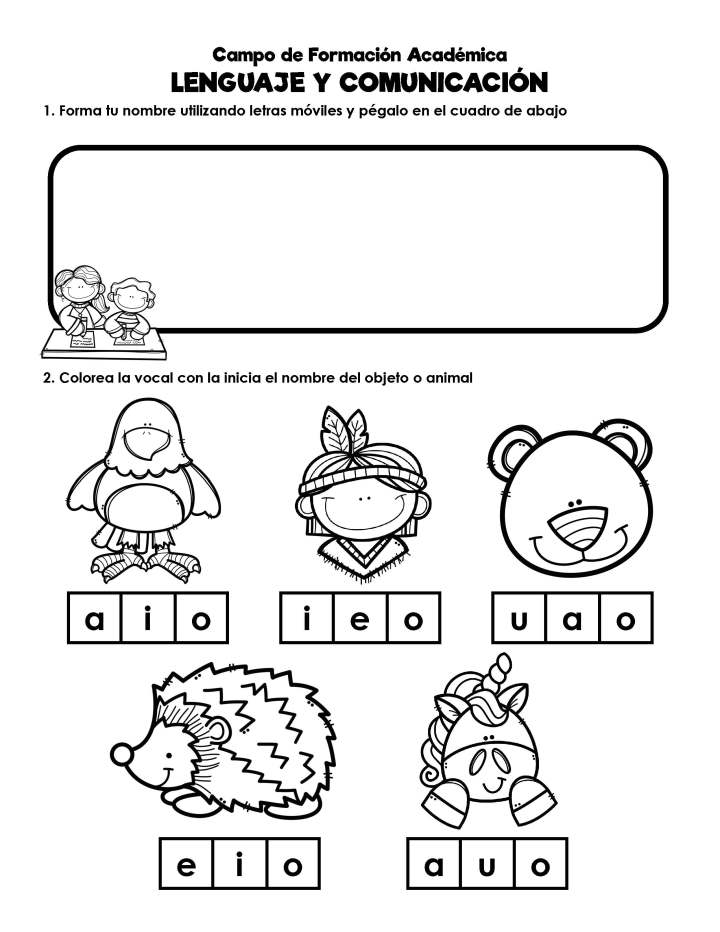 Campo de Formación Académica
LENGUAJE Y COMUNICACIÓN
1. Forma tu nombre utilizando letras móviles y pégalo en el cuadro de abajo
2. Colorea la vocal con la inicia el nombre del objeto o animal
a i o
i e o
u a o
e i o
a u o